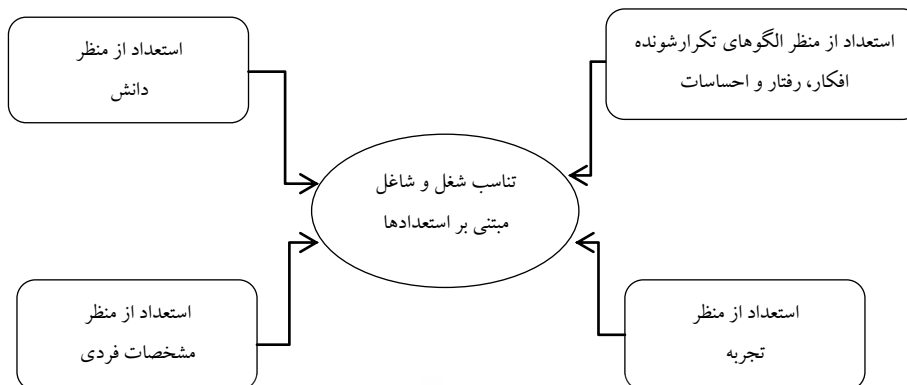 استعداد از منظر الگوهای تکرارشونده
افکار، رفتار و احساسات
استعداد از منظر
دانش
تناسب شغل و شاغل
مبتنی بر استعدادها
استعداد از منظر
تجربه
استعداد از منظر
مشخصات فردی